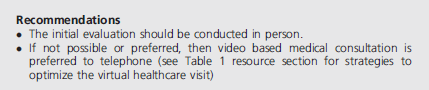 Recommendations
• The initial evaluation should be conducted in person.
• If not possible or preferred, then video based medical consultation is
preferred to telephone (see Table 1 resource section for strategies to
optimize the virtual healthcare visit)